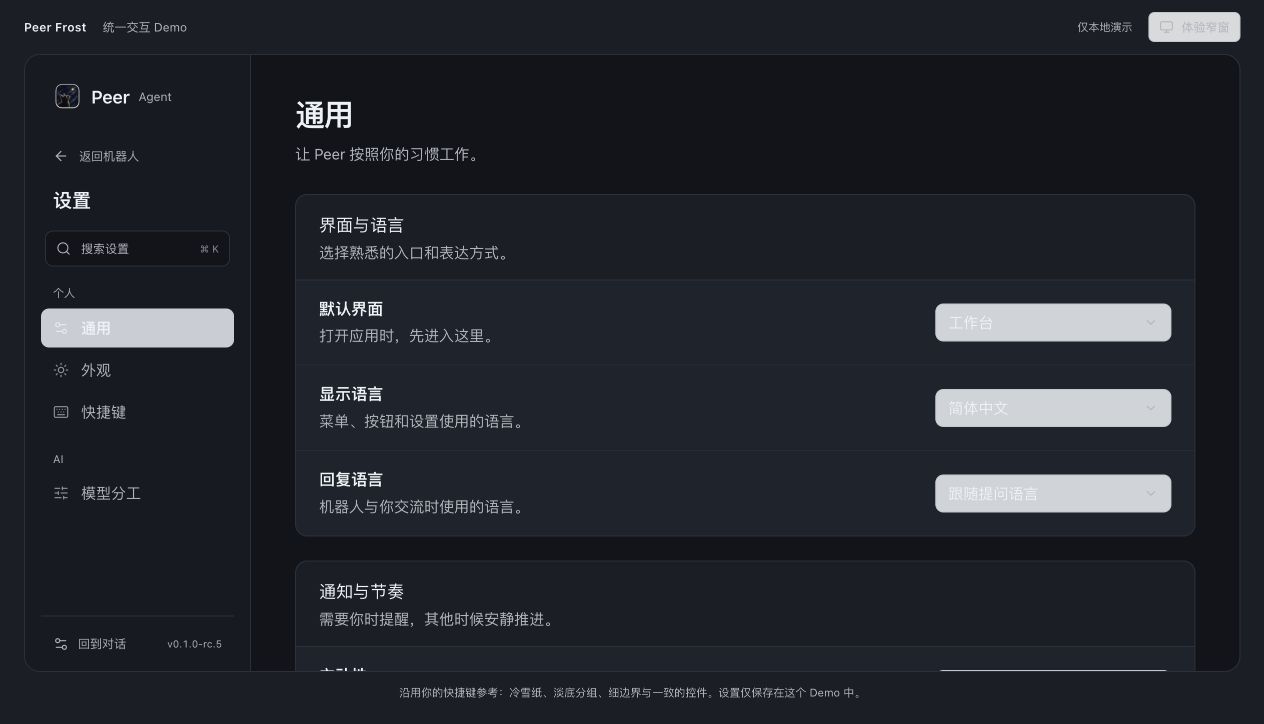 Peer Frost 统一交互 Demo
仅本地演示
体验窄窗
Peer Agent
返回机器人
设置
搜索设置 ⌘ K
个人
通用
外观
快捷键
AI
模型分工
回到对话 v0.1.0-rc.5
通用
让 Peer 按照你的习惯工作。
界面与语言
选择熟悉的入口和表达方式。
默认界面
打开应用时，先进入这里。
工作台
显示语言
菜单、按钮和设置使用的语言。
简体中文
回复语言
机器人与你交流时使用的语言。
跟随提问语言
通知与节奏
需要你时提醒，其他时候安静推进。
沿用你的快捷键参考：冷雪纸、淡底分组、细边界与一致的控件。设置仅保存在这个 Demo 中。